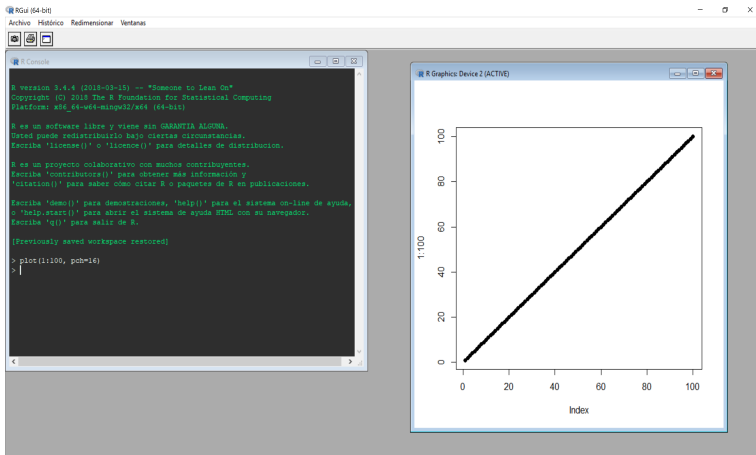 RGui (64-bit)
Archivo Histórico Redimensionar Ventanas
R Console
R version 3.4.4 (2018-03-15) -- "Someone to Lean On"
Copyright (C) 2018 The R Foundation for Statistical Computing
Platform: x86_64-w64-mingw32/x64 (64-bit)
R es un software libre y viene sin GARANTIA ALGUNA.
Usted puede redistribuirlo bajo ciertas circunstancias.
Escriba 'license()' o 'licence()' para detalles de distribucion.
R es un proyecto colaborativo con muchos contribuyentes.
Escriba 'contributors()' para obtener más información y
'citation()' para saber cómo citar R o paquetes de R en publicaciones.
Escriba 'demo()' para demostraciones, 'help()' para el sistema on-line de ayuda,
o 'help.start()' para abrir el sistema de ayuda HTML con su navegador.
Escriba 'q()' para salir de R.
[Previously saved workspace restored]
> plot(1:100, pch=16)
>
R Graphics: Device 2 (ACTIVE)
1:100
100
80
60
40
20
0
0 20 40 60 80 100
Index